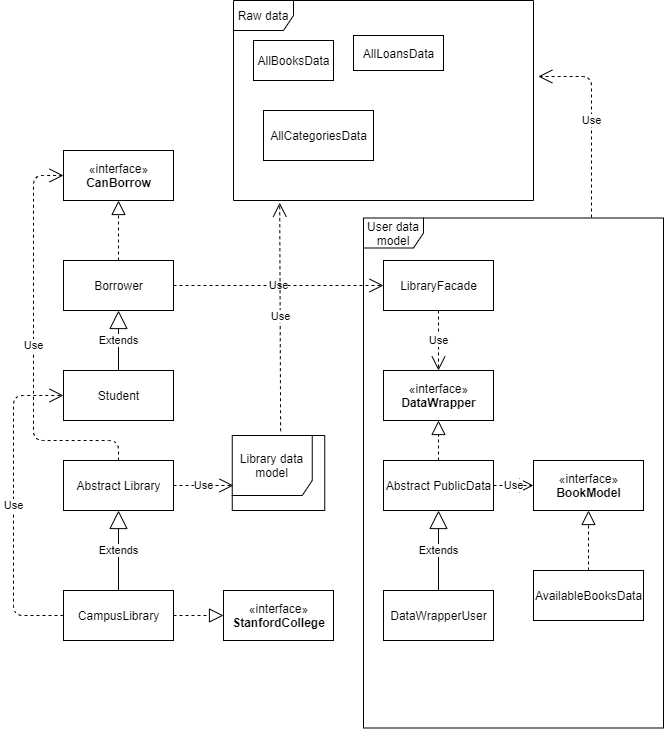 Raw data
AllBooksData
AllLoansData
AllCategoriesData
Use
«interface»
CanBorrow
User data
model
Borrower
Use
LibraryFacade
Use
Extends
Use
Use
Student
«interface»
DataWrapper
Library data
model
Abstract Library
Use
Abstract PublicData
Use
«interface»
BookModel
Use
Extends
Extends
CampusLibrary
«interface»
StanfordCollege
DataWrapperUser
AvailableBooksData